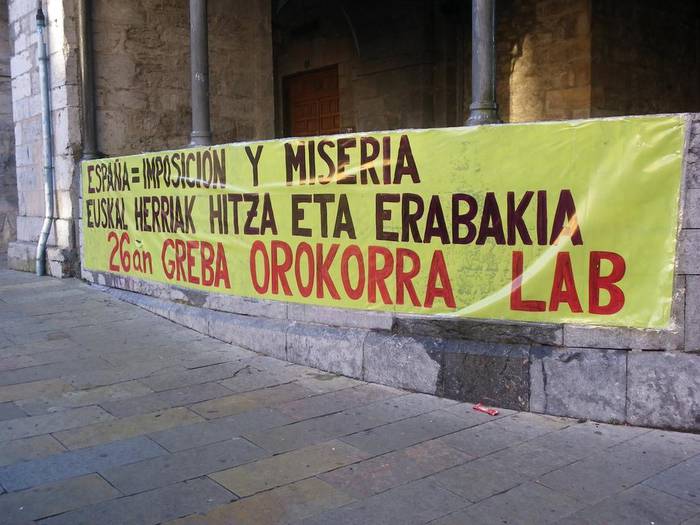 ESPAÑA = IMPOSICIÓN Y MISERIA
EUSKAL HERRIAK HITZA ETA ERABAKIA
26an GREBA OROKORRA LAB